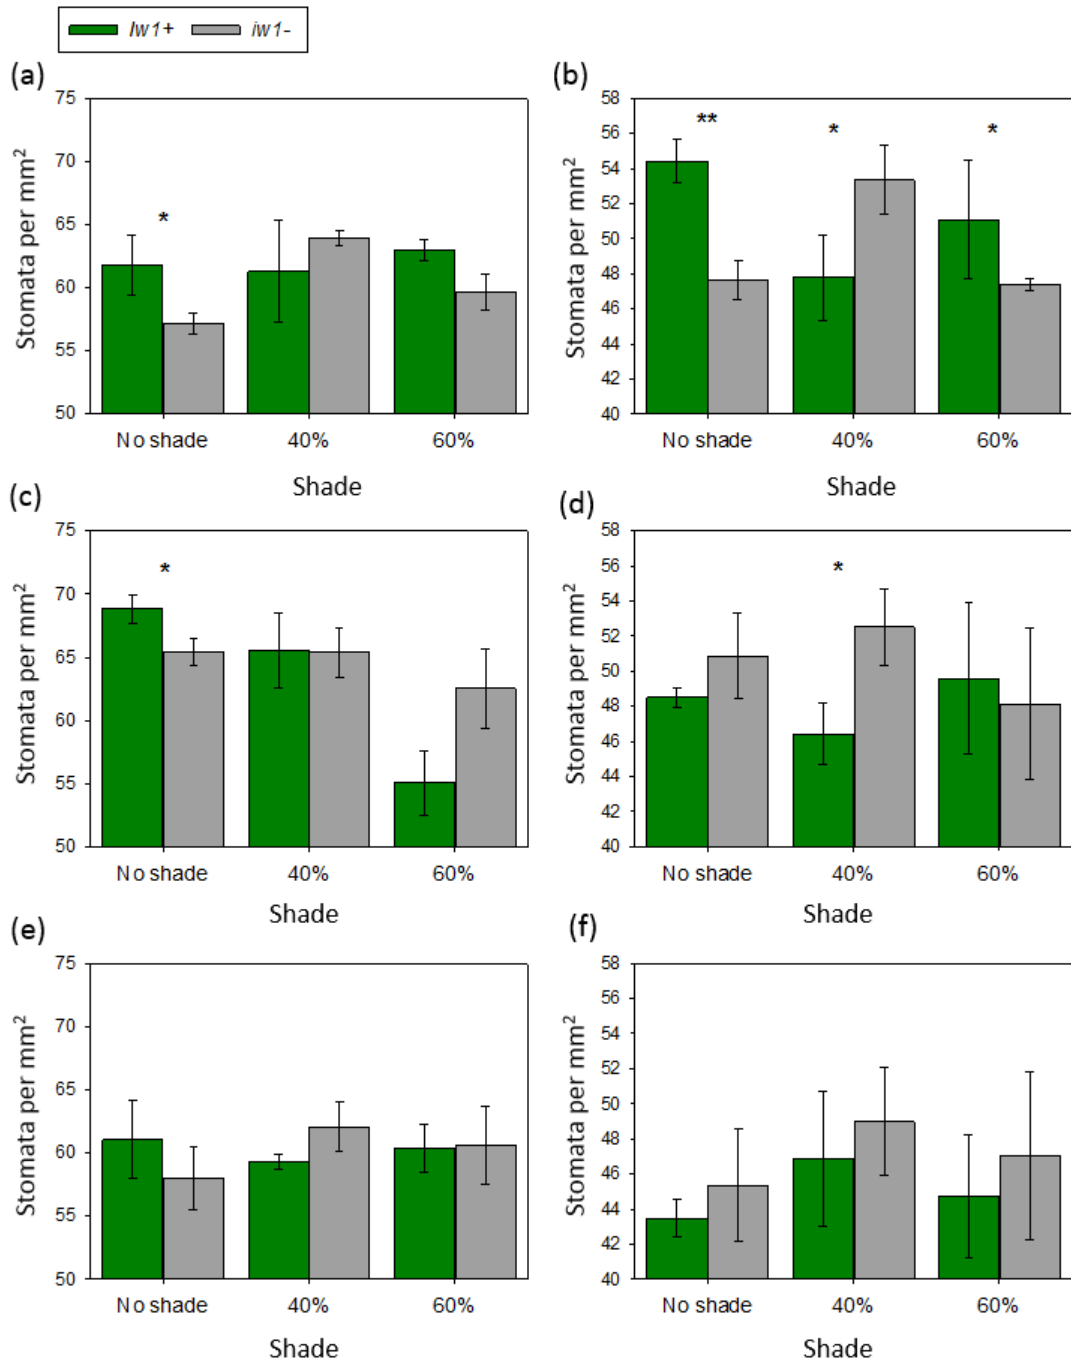 Iw1+ iw1-
(a)
75
70
65
60
55
50
Stomata per mm²
*
No shade 40% 60%
Shade
(b)
58
56
54
52
50
48
46
44
42
40
Stomata per mm²
** * *
No shade 40% 60%
Shade
(c)
75
70
65
60
55
50
Stomata per mm²
*
No shade 40% 60%
Shade
(d)
58
56
54
52
50
48
46
44
42
40
Stomata per mm²
*
No shade 40% 60%
Shade
(e)
75
70
65
60
55
50
Stomata per mm²
No shade 40% 60%
Shade
(f)
58
56
54
52
50
48
46
44
42
40
Stomata per mm²
No shade 40% 60%
Shade